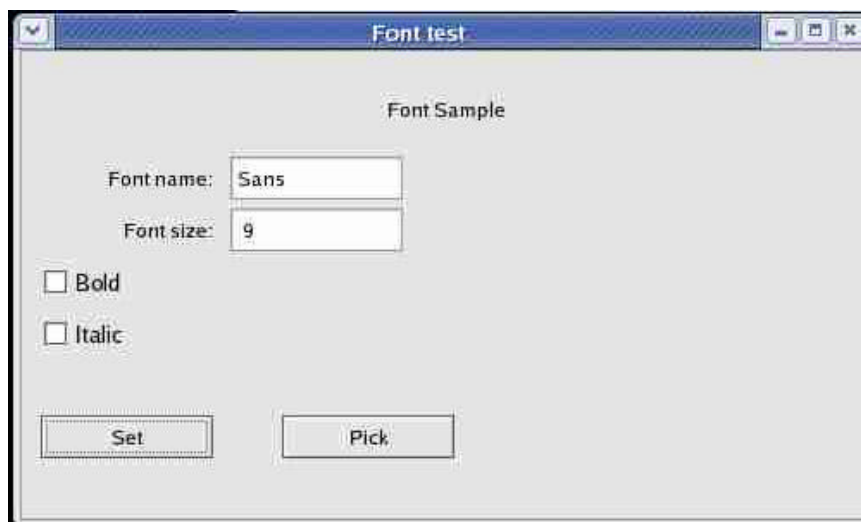 Font test
Font Sample
Font name: Sans
Font size: 9
Bold
Italic
Set Pick